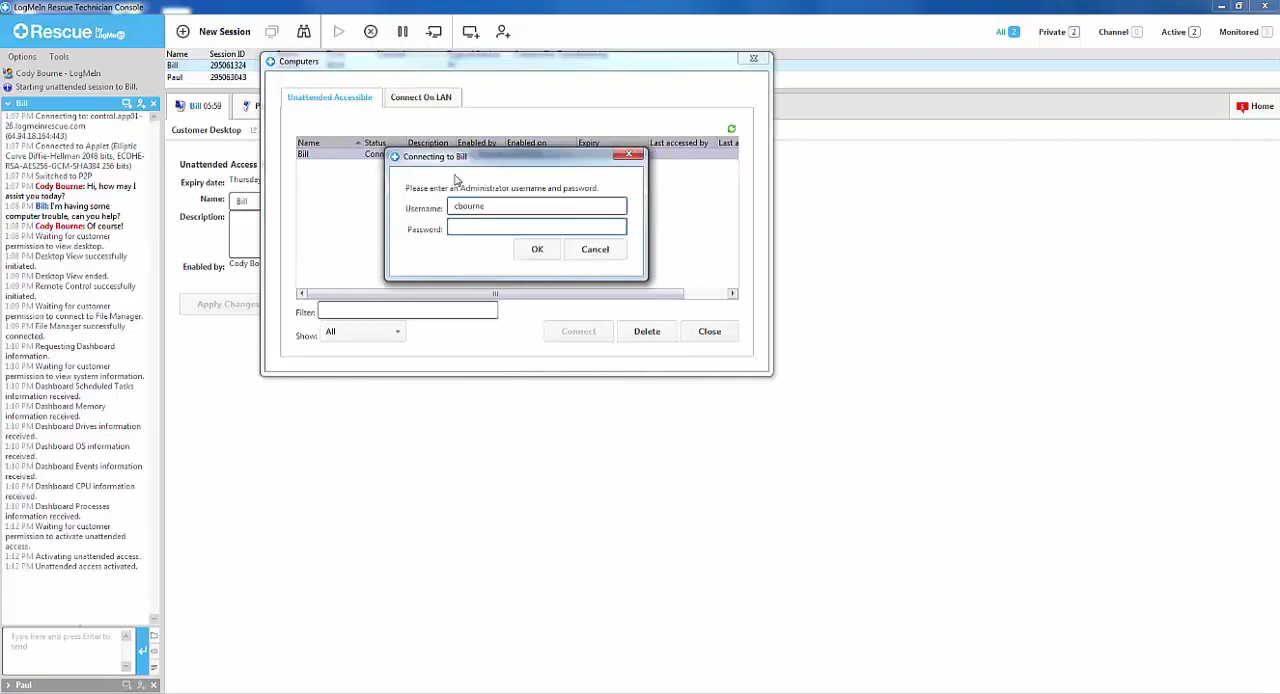 LogMeIn Rescue Technician Console
Rescue by LogMeIn
New Session
All 2
Private 2
Channel 0
Active 2
Monitored 0
Options Tools
Cody Bourne - LogMeIn
Starting unattended session to Bill.
Name Session ID
Bill 295061324
Paul 295063043
Bill
1:07 PM Connecting to: control.app01-
28.logmeinrescue.com
(64.94.18.164:443)
1:07 PM Connected to Applet (Elliptic
Curve Diffie-Hellman 2048 bits, ECDHE-
RSA-AES256-GCM-SHA384 256 bits)
1:07 PM Switched to P2P
1:07 PM Cody Bourne: Hi, how may I
assist you today?
1:08 PM Bill: I'm having some
computer trouble, can you help?
1:08 PM Cody Bourne: Of course!
1:08 PM Waiting for customer
permission to view desktop.
1:08 PM Desktop View successfully
initiated.
1:09 PM Desktop View ended.
1:09 PM Remote Control successfully
initiated.
1:09 PM Waiting for customer
permission to connect to File Manager.
1:09 PM File Manager successfully
connected.
1:10 PM Requesting Dashboard
information.
1:10 PM Waiting for customer
permission to view system information.
1:10 PM Dashboard Scheduled Tasks
information received.
1:10 PM Dashboard Memory
information received.
1:10 PM Dashboard Drives information
received.
1:10 PM Dashboard OS information
received.
1:10 PM Dashboard Events information
received.
1:10 PM Dashboard CPU information
received.
1:10 PM Dashboard Processes
information received.
1:12 PM Waiting for customer
permission to activate unattended
access.
1:12 PM Activating unattended access.
1:12 PM Unattended access activated.
Type here and press Enter to
send
Paul
Bill 05:59
Home
Customer Desktop
Unattended Access
Expiry date: Thursda
Name: Bill
Description:
Enabled by: Cody Bo
Apply Changes
Computers
Unattended Accessible
Connect On LAN
Name Status Description Enabled by Enabled on Expiry Last accessed by Last a
Bill Conn
Connecting to Bill
Please enter an Administrator username and password.
Username: cbourne
Password:
OK Cancel
Filter:
Show: All
Connect Delete Close